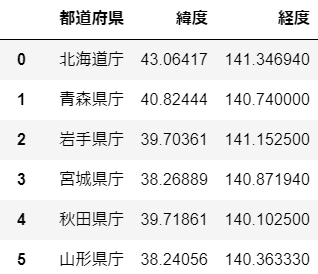 都道府県 緯度 経度
0 北海道庁 43.06417 141.346940
1 青森県庁 40.82444 140.740000
2 岩手県庁 39.70361 141.152500
3 宮城県庁 38.26889 140.871940
4 秋田県庁 39.71861 140.102500
5 山形県庁 38.24056 140.363330